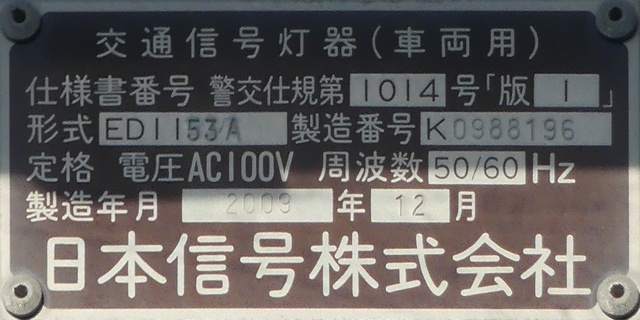 交通信号灯器(車両用)
仕様書番号 警交仕規第 1014 号「版 1 」
形式 ED1153/A 製造番号 K0988196
定格 電圧AC100V 周波数 50/60 Hz
製造年月 2009 年 12 月
日本信号株式会社